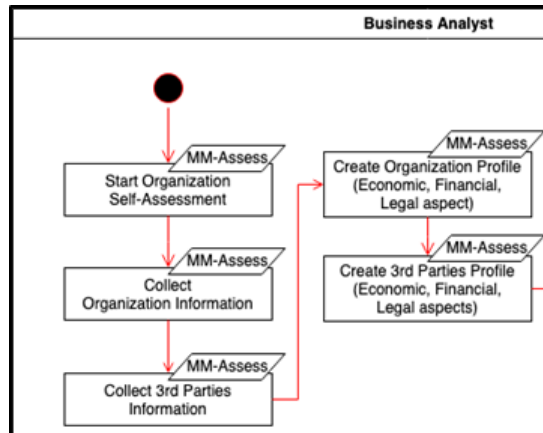 Business Analyst
MM-Assess
Start Organization
Self-Assessment
MM-Assess
Collect
Organization Information
MM-Assess
Collect 3rd Parties
Information
MM-Assess
Create Organization Profile
(Economic, Financial,
Legal aspect)
MM-Assess
Create 3rd Parties Profile
(Economic, Financial,
Legal aspects)